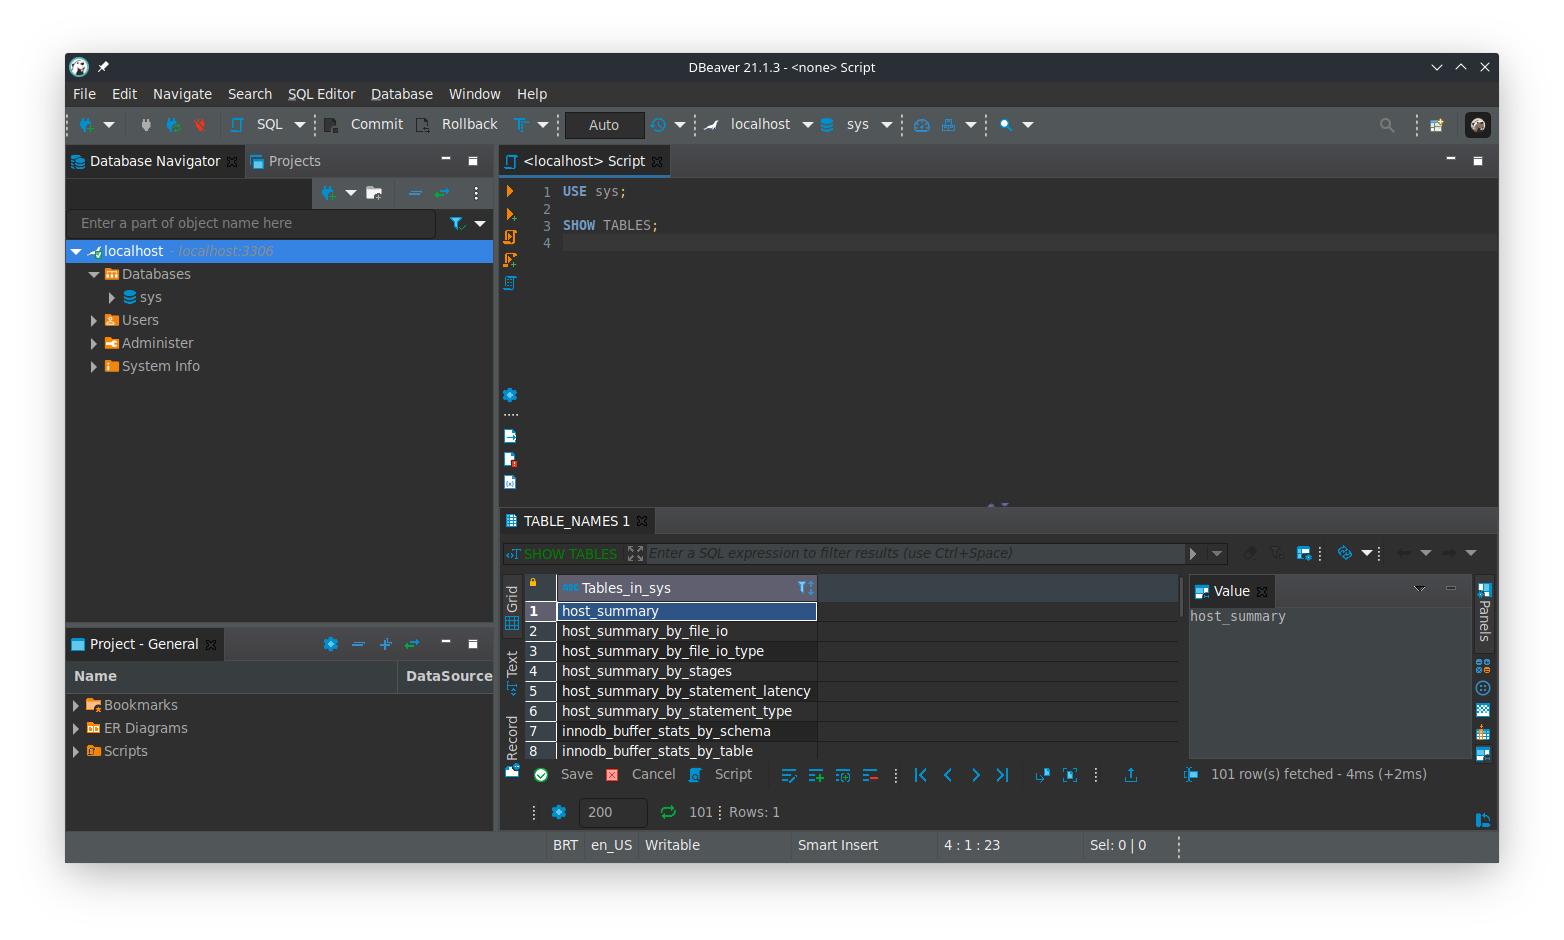 DBeaver 21.1.3 - <none> Script
File Edit Navigate Search SQL Editor Database Window Help
SQL Commit Rollback Auto localhost sys
Database Navigator
Projects
Enter a part of object name here
localhost - localhost:3306
Databases
sys
Users
Administer
System Info
Project - General
Name DataSource
Bookmarks
ER Diagrams
Scripts
<localhost> Script
1 USE sys;
2
3 SHOW TABLES;
4
TABLE_NAMES 1
SHOW TABLES Enter a SQL expression to filter results (use Ctrl+Space)
Grid
Text
Record
Tables_in_sys
1 host_summary
2 host_summary_by_file_io
3 host_summary_by_file_io_type
4 host_summary_by_stages
5 host_summary_by_statement_latency
6 host_summary_by_statement_type
7 innodb_buffer_stats_by_schema
8 innodb_buffer_stats_by_table
Value
host_summary
Panels
Save Cancel Script 101 row(s) fetched - 4ms (+2ms)
200 101 Rows: 1
BRT en_US Writable Smart Insert 4 : 1 : 23 Sel: 0 | 0